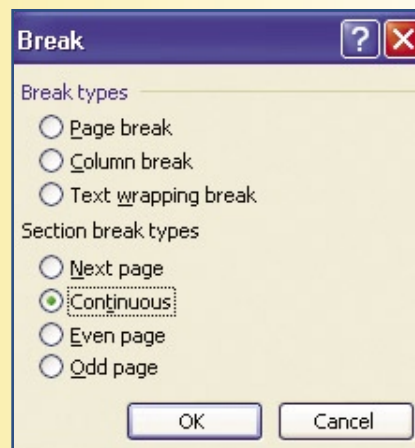 Break
?
Break types
Page break
Column break
Text wrapping break
Section break types
Next page
Continuous
Even page
Odd page
OK Cancel